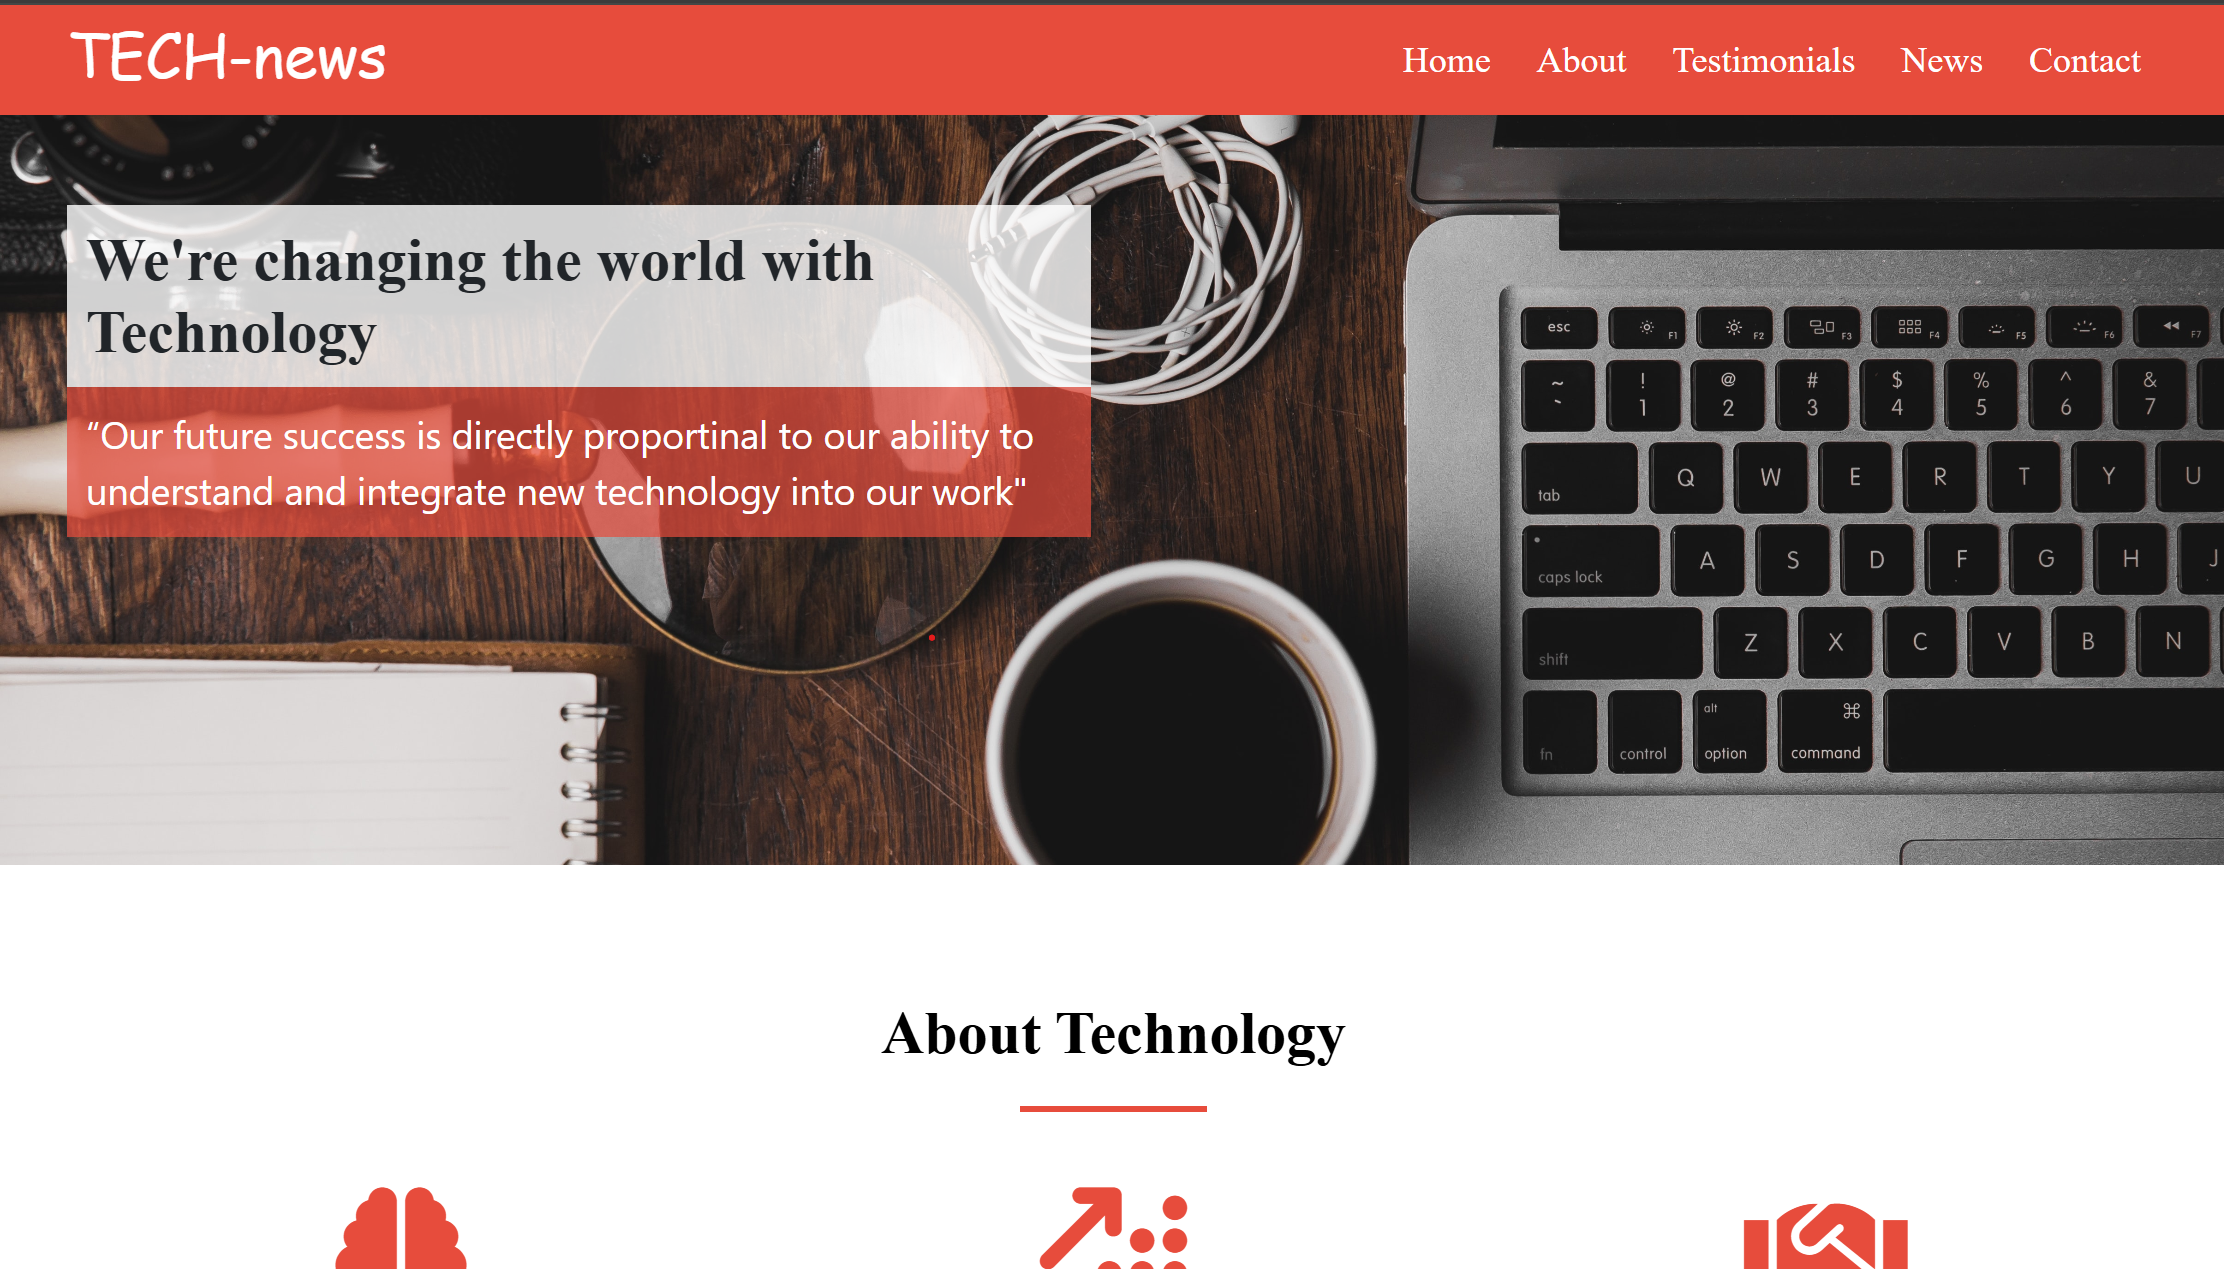 TECH-news
Home About Testimonials News Contact
We're changing the world with
Technology
“Our future success is directly proportinal to our ability to
understand and integrate new technology into our work"
esc F1 F2 F3 F4 F5 F6 F7
~ ` ! 1 @ 2 # 3 $ 4 % 5 ^ 6 & 7
tab Q W E R T Y U
caps lock A S D F G H J
shift Z X C V B N
fn control alt option ⌘ command
About Technology